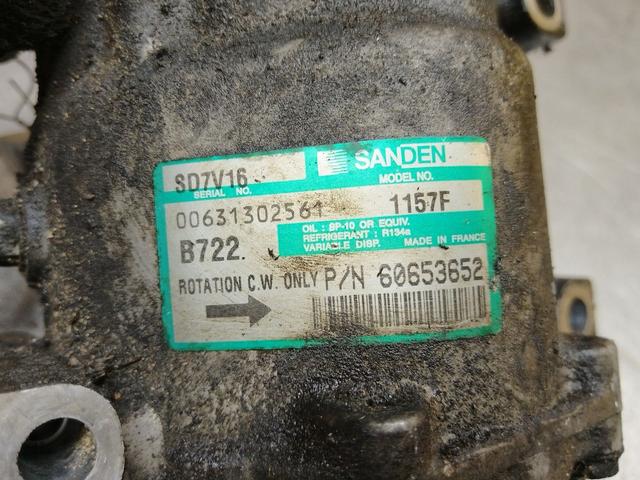 SD7V16
SANDEN
SERIAL NO.
MODEL NO.
00631302561
1157F
B722.
OIL : SP-10 OR EQUIV.
REFRIGERANT : R134a
VARIABLE DISP. MADE IN FRANCE
ROTATION C.W. ONLY P/N 60653652